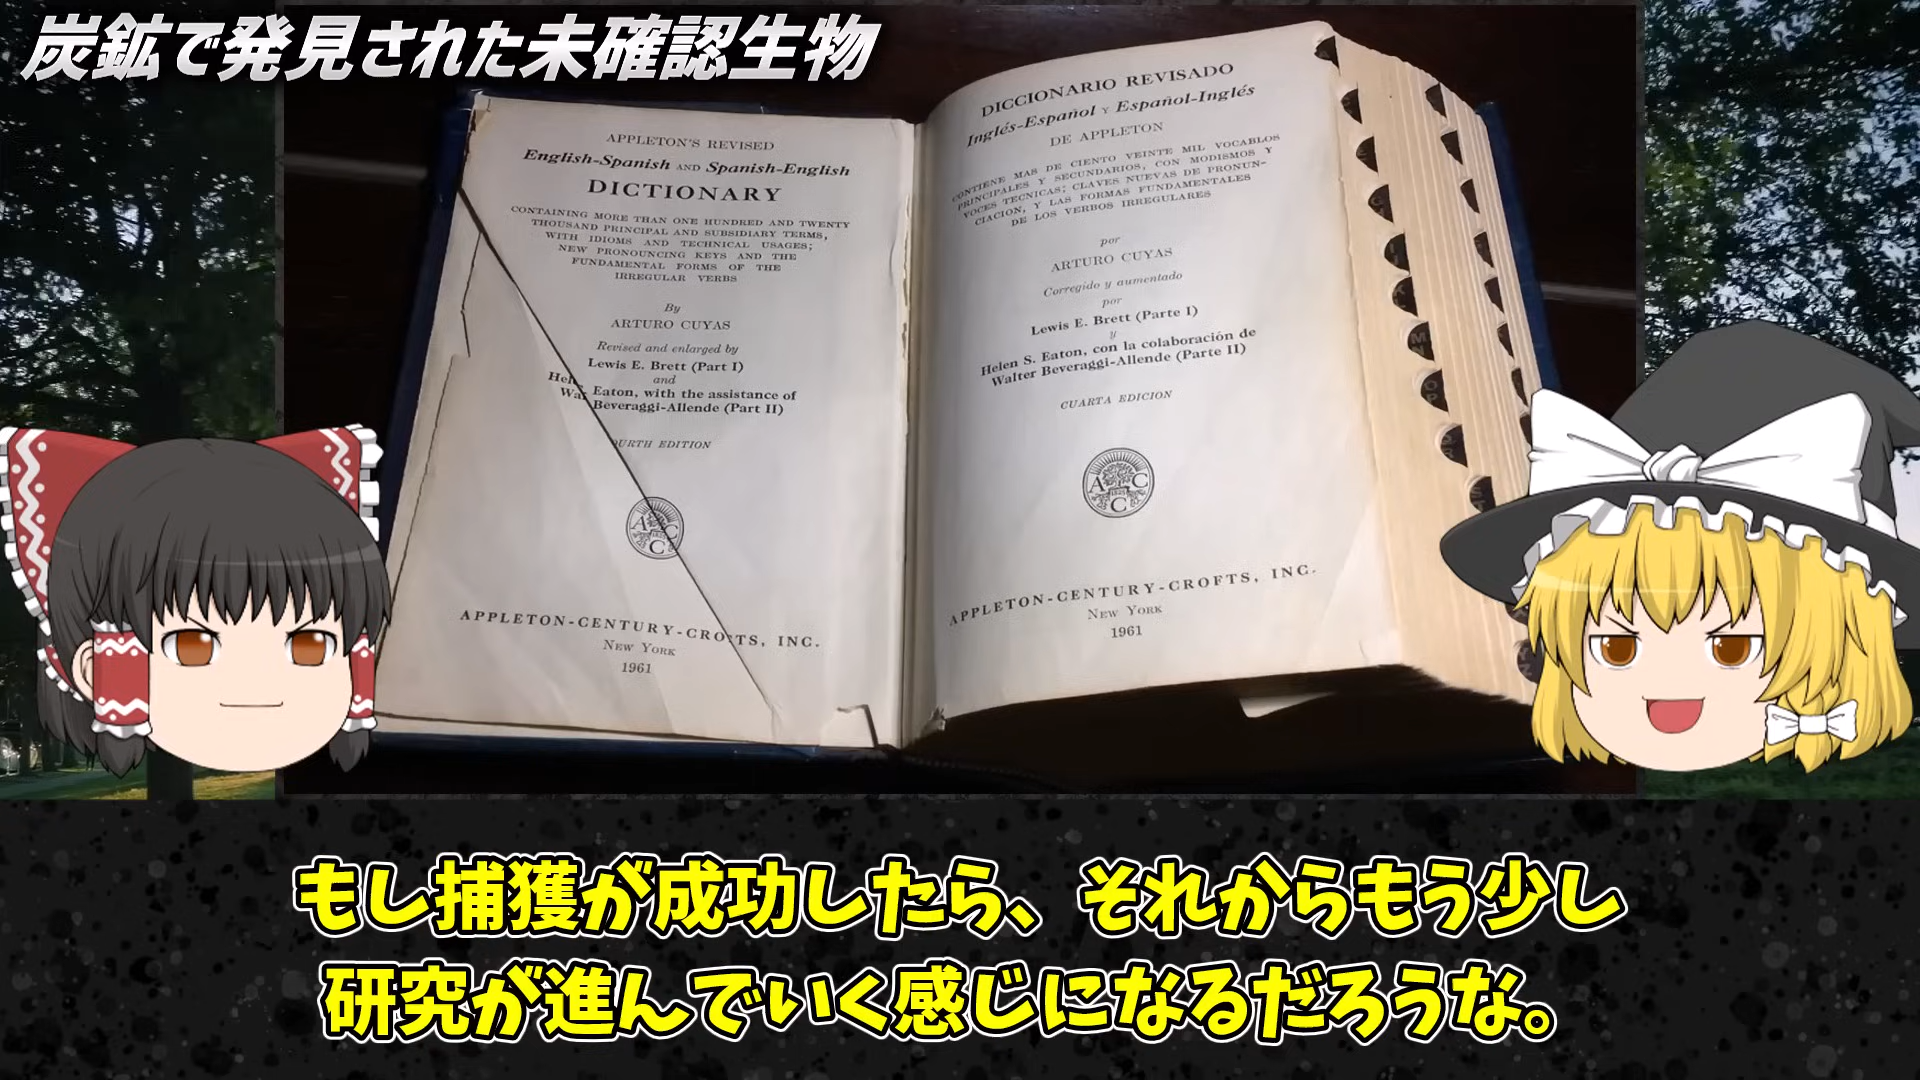 炭鉱で発見された未確認生物
APPLETON'S REVISED
English-Spanish AND Spanish-English
DICTIONARY
CONTAINING MORE THAN ONE HUNDRED AND TWENTY
THOUSAND PRINCIPAL AND SUBSIDIARY TERMS,
WITH IDIOMS AND TECHNICAL USAGES;
NEW PRONOUNCING KEYS AND THE
FUNDAMENTAL FORMS OF THE
IRREGULAR VERBS
By
ARTURO CUYAS
Revised and enlarged by
Lewis E. Brett (Part I)
and
Eaton, with the assistance of
Beveraggi-Allende (Part II)
EDITION
A C C
APPLETON-CENTURY-CROFTS, INC.
NEW YORK
1961
DICCIONARIO REVISADO
Inglés-Español Y Español-Inglés
DE APPLETON
CONTIENE MAS DE CIENTO VEINTE MIL VOCABLOS
PRINCIPALES Y SECUNDARIOS, CON MODISMOS Y
VOCES TECNICAS; CLAVES NUEVAS DE PRONUN-
CIACION, Y LAS FORMAS FUNDAMENTALES
DE LOS VERBOS IRREGULARES
por
ARTURO CUYAS
Corregido y aumentado
por
Lewis E. Brett (Parte I)
y
Helen S. Eaton, con la colaboración de
Walter Beveraggi-Allende (Parte II)
CUARTA EDICION
A C C
APPLETON-CENTURY-CROFTS, INC.
NEW YORK
1961
もし捕獲が成功したら、それからもう少し
研究が進んでいく感じになるだろうな。